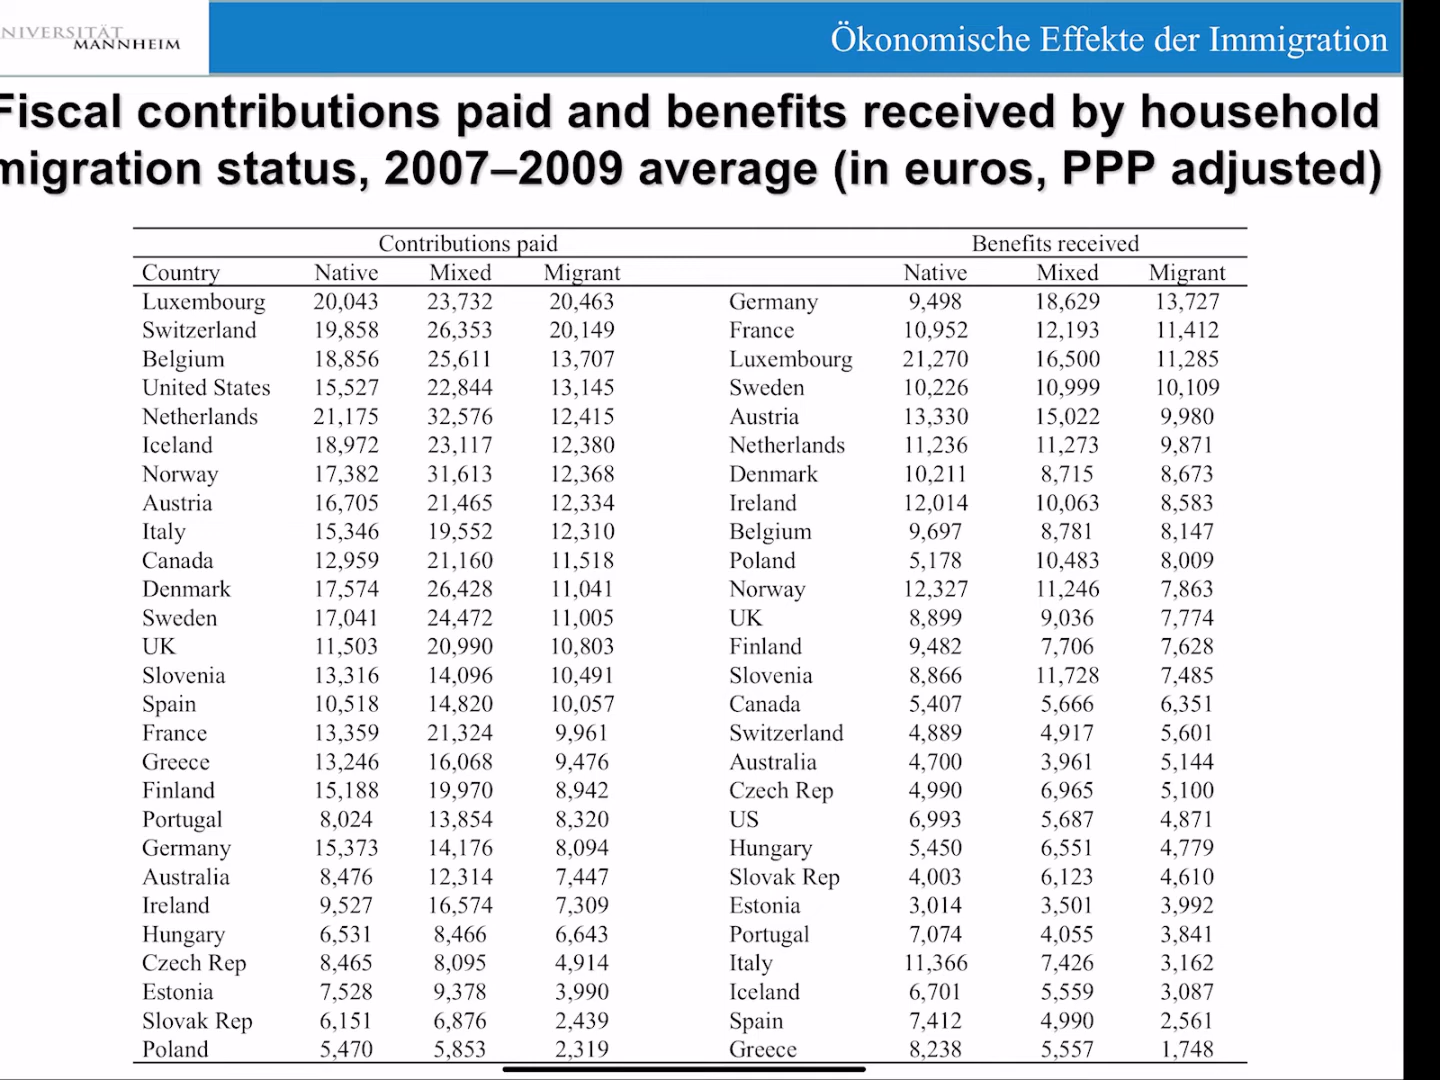 NIVERSITÄT
MANNHEIM
Ökonomische Effekte der Immigration
Fiscal contributions paid and benefits received by household
migration status, 2007–2009 average (in euros, PPP adjusted)
Contributions paid Benefits received
Country Native Mixed Migrant Native Mixed Migrant
Luxembourg 20,043 23,732 20,463 Germany 9,498 18,629 13,727
Switzerland 19,858 26,353 20,149 France 10,952 12,193 11,412
Belgium 18,856 25,611 13,707 Luxembourg 21,270 16,500 11,285
United States 15,527 22,844 13,145 Sweden 10,226 10,999 10,109
Netherlands 21,175 32,576 12,415 Austria 13,330 15,022 9,980
Iceland 18,972 23,117 12,380 Netherlands 11,236 11,273 9,871
Norway 17,382 31,613 12,368 Denmark 10,211 8,715 8,673
Austria 16,705 21,465 12,334 Ireland 12,014 10,063 8,583
Italy 15,346 19,552 12,310 Belgium 9,697 8,781 8,147
Canada 12,959 21,160 11,518 Poland 5,178 10,483 8,009
Denmark 17,574 26,428 11,041 Norway 12,327 11,246 7,863
Sweden 17,041 24,472 11,005 UK 8,899 9,036 7,774
UK 11,503 20,990 10,803 Finland 9,482 7,706 7,628
Slovenia 13,316 14,096 10,491 Slovenia 8,866 11,728 7,485
Spain 10,518 14,820 10,057 Canada 5,407 5,666 6,351
France 13,359 21,324 9,961 Switzerland 4,889 4,917 5,601
Greece 13,246 16,068 9,476 Australia 4,700 3,961 5,144
Finland 15,188 19,970 8,942 Czech Rep 4,990 6,965 5,100
Portugal 8,024 13,854 8,320 US 6,993 5,687 4,871
Germany 15,373 14,176 8,094 Hungary 5,450 6,551 4,779
Australia 8,476 12,314 7,447 Slovak Rep 4,003 6,123 4,610
Ireland 9,527 16,574 7,309 Estonia 3,014 3,501 3,992
Hungary 6,531 8,466 6,643 Portugal 7,074 4,055 3,841
Czech Rep 8,465 8,095 4,914 Italy 11,366 7,426 3,162
Estonia 7,528 9,378 3,990 Iceland 6,701 5,559 3,087
Slovak Rep 6,151 6,876 2,439 Spain 7,412 4,990 2,561
Poland 5,470 5,853 2,319 Greece 8,238 5,557 1,748